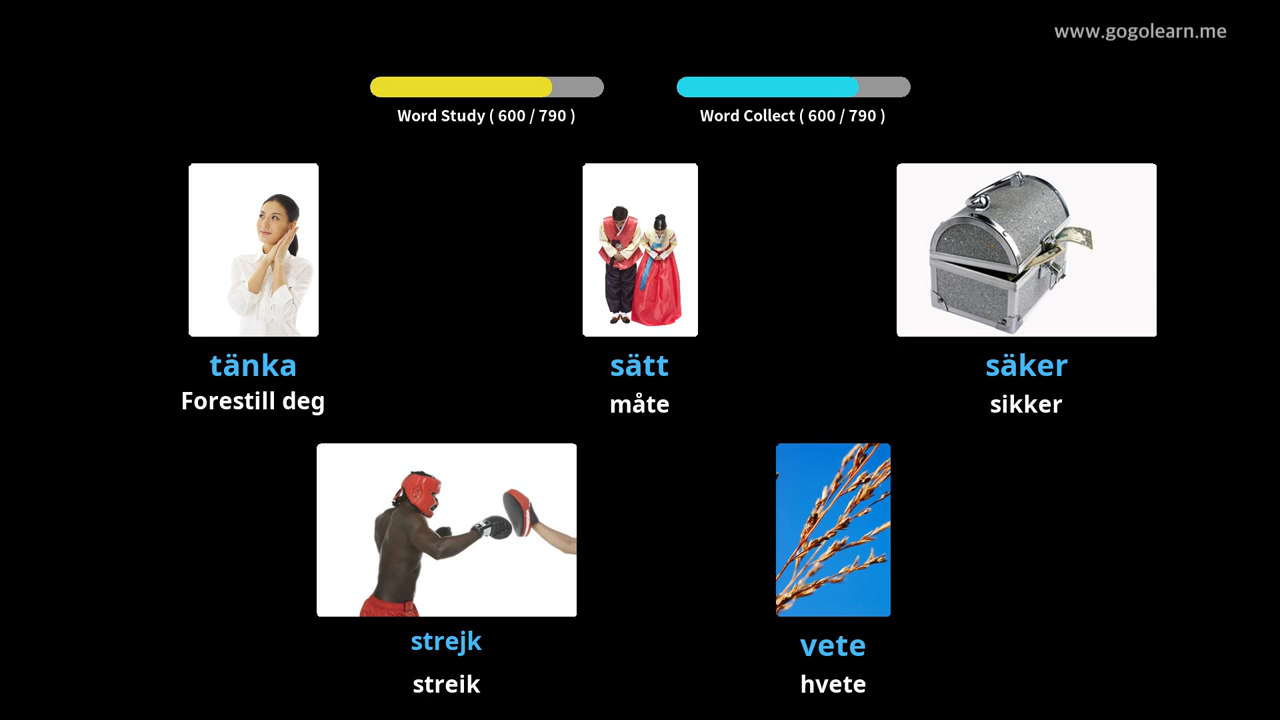 www.gogolearn.me
Word Study ( 600 / 790 )
Word Collect ( 600 / 790 )
tänka
Forestill deg
sätt
måte
säker
sikker
strejk
streik
vete
hvete